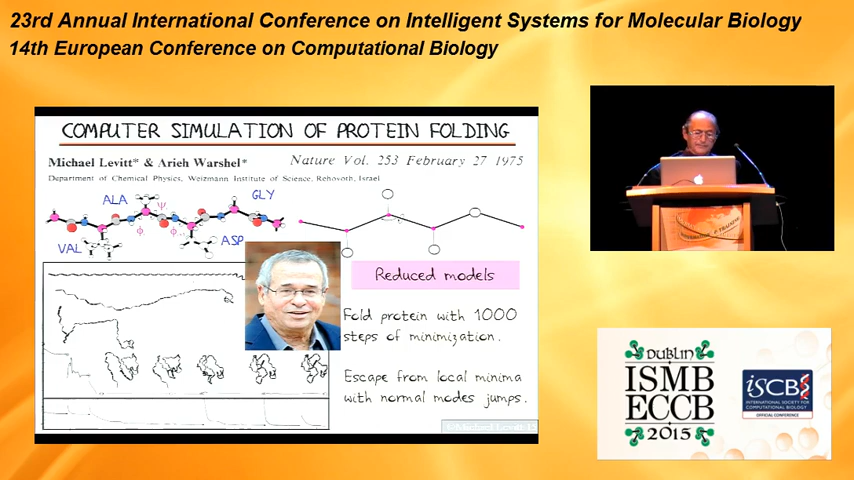 23rd Annual International Conference on Intelligent Systems for Molecular Biology
14th European Conference on Computational Biology
COMPUTER SIMULATION OF PROTEIN FOLDING
Michael Levitt* & Arieh Warshel*
Nature Vol. 253 February 27 1975
Department of Chemical Physics, Weizmann Institute of Science, Rehovoth, Israel
ALA
Ψ
GLY
VAL
Φ
Φ
ASP
Reduced models
Fold protein with 1000
steps of minimization.
Escape from local minima
with normal modes jumps.
©Michael Levitt 15
DUBLIN
ISMB
ECCB
2015
iSCB
INTERNATIONAL SOCIETY FOR
COMPUTATIONAL BIOLOGY
OFFICIAL CONFERENCE